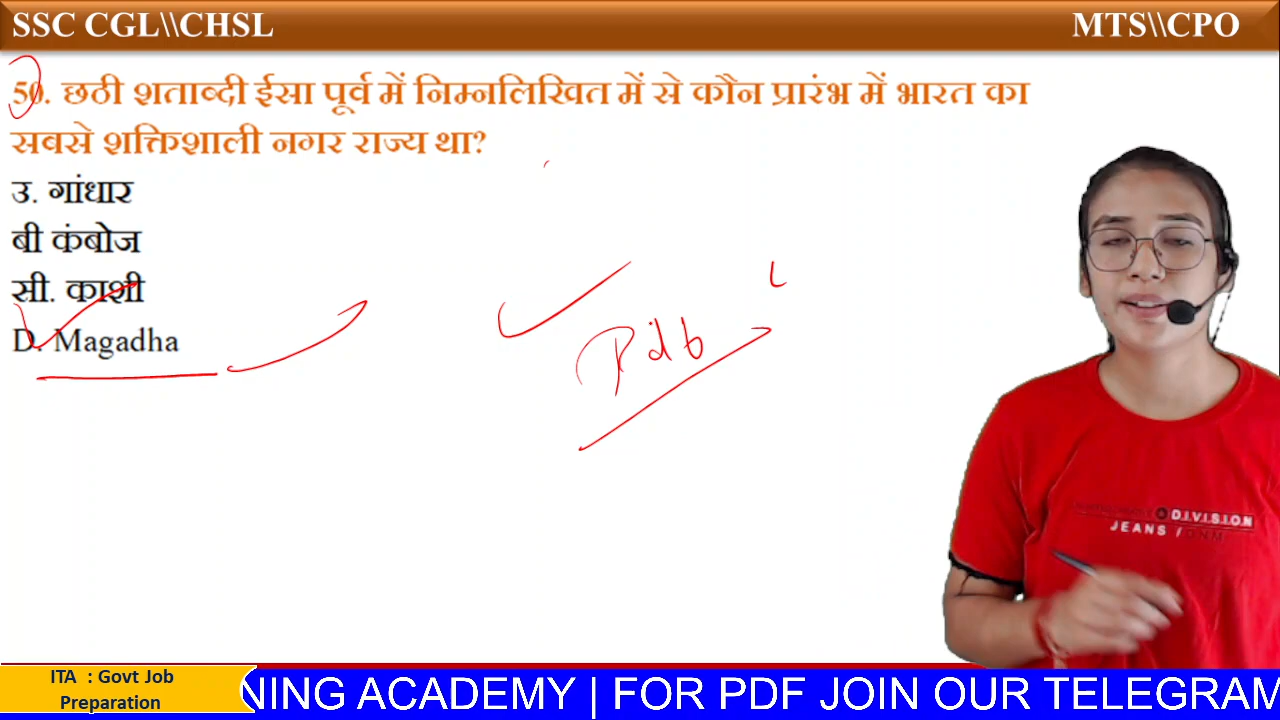 SSC CGL\\CHSL
MTS\\CPO
50. छठी शताब्दी ईसा पूर्व में निम्नलिखित में से कौन प्रारंभ में भारत का
सबसे शक्तिशाली नगर राज्य था?
उ. गांधार
बी कंबोज
सी. काशी
D. Magadha
D.I.V.I.S.I.O.N
JEANS /
ITA : Govt Job
Preparation
NING ACADEMY | FOR PDF JOIN OUR TELEGRAM